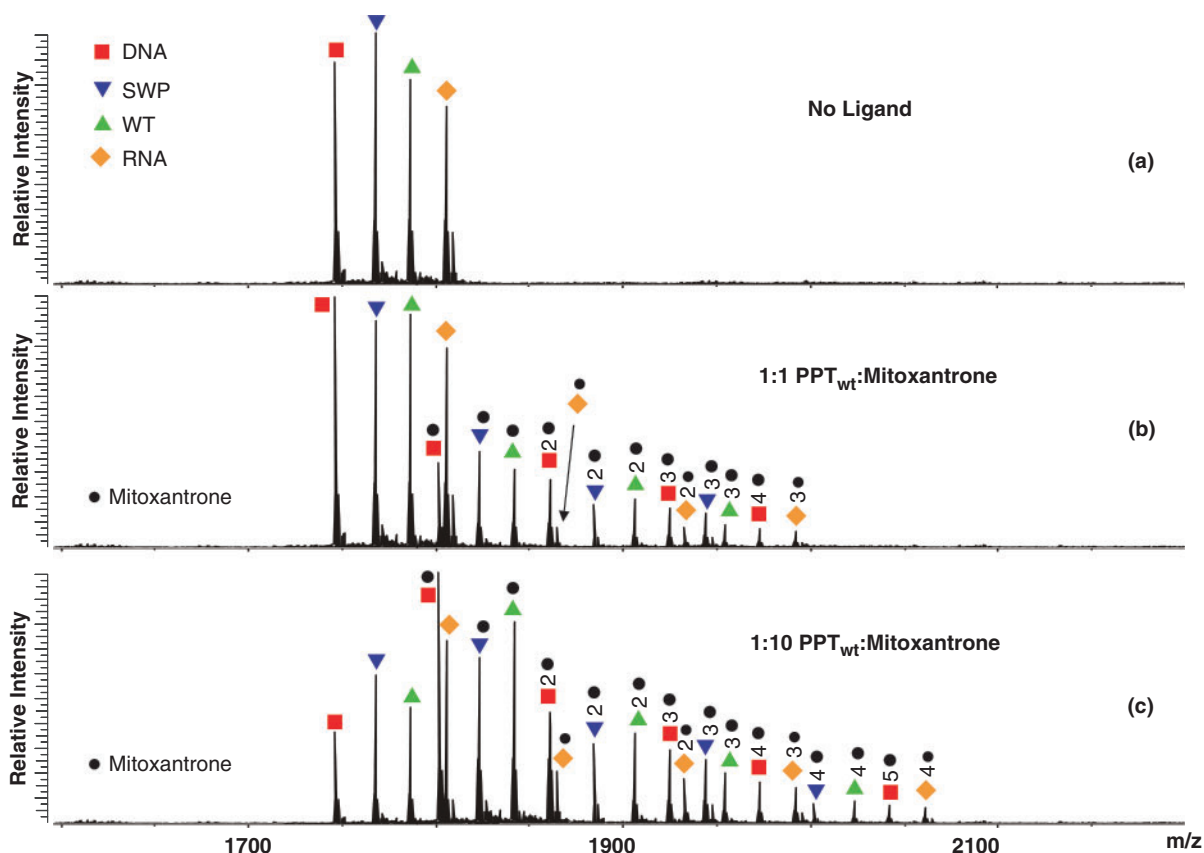 DNA
SWP
WT
RNA
Relative Intensity
No Ligand
(a)
Relative Intensity
1:1 PPTwt:Mitoxantrone
(b)
Mitoxantrone
2
2
2
3
2
3
3
4
3
Relative Intensity
1:10 PPTwt:Mitoxantrone
(c)
Mitoxantrone
2
2
2
3
2
3
3
4
3
4
4
5
4
1700
1900
2100
m/z